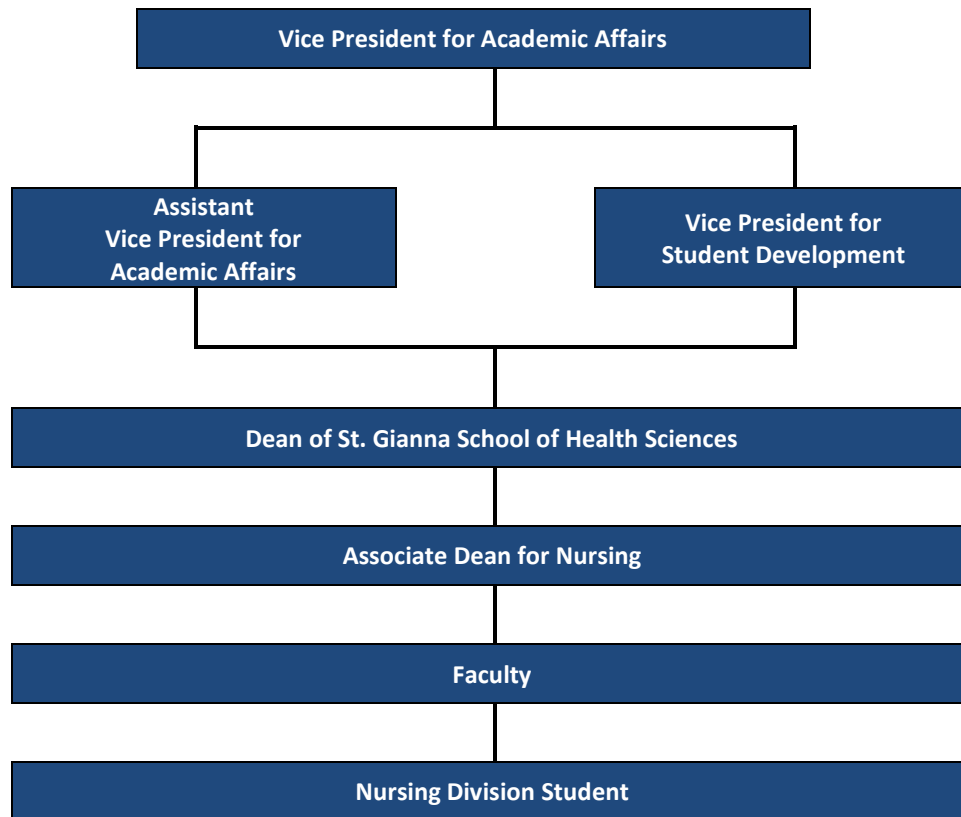 Vice President for Academic Affairs
Assistant
Vice President for
Academic Affairs
Vice President for
Student Development
Dean of St. Gianna School of Health Sciences
Associate Dean for Nursing
Faculty
Nursing Division Student